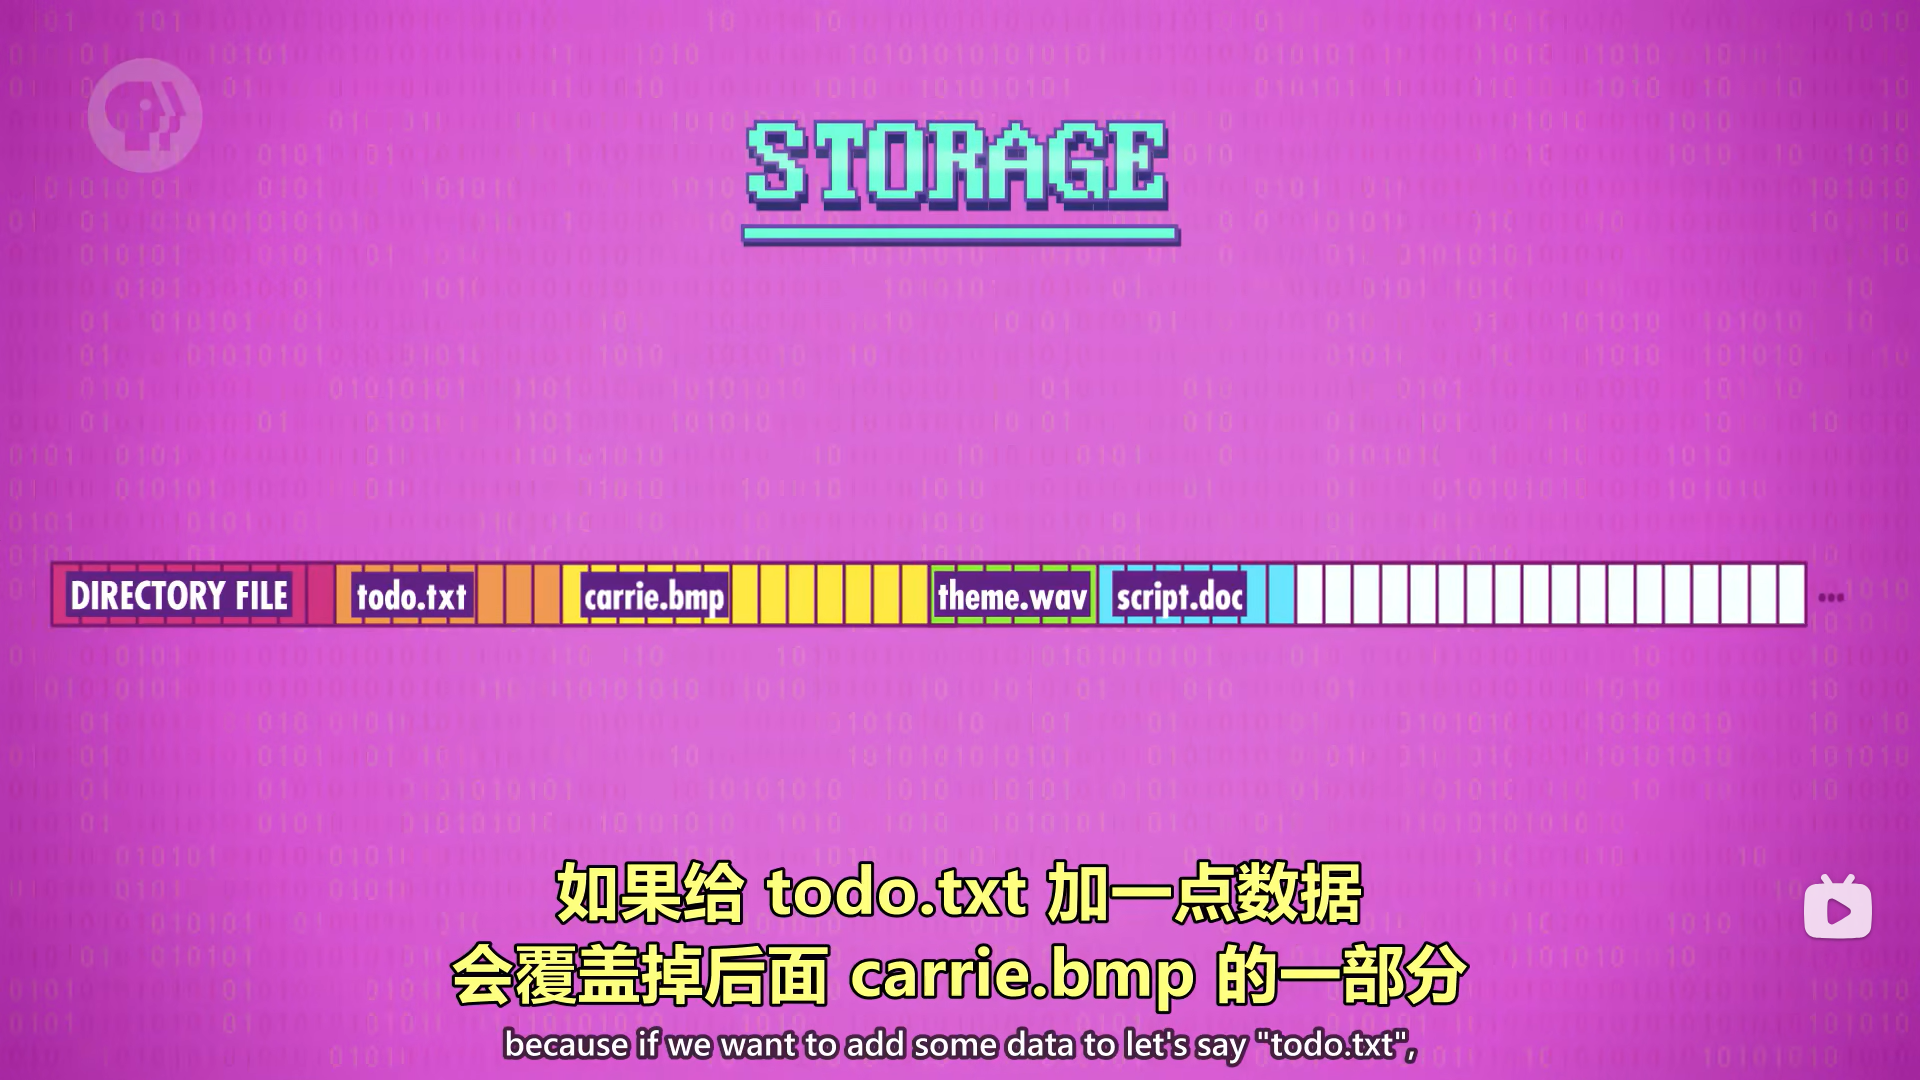 STORAGE
DIRECTORY FILE todo.txt carrie.bmp theme.wav script.doc ...
如果给 todo.txt 加一点数据
会覆盖掉后面 carrie.bmp 的一部分
because if we want to add some data to let's say "todo.txt",